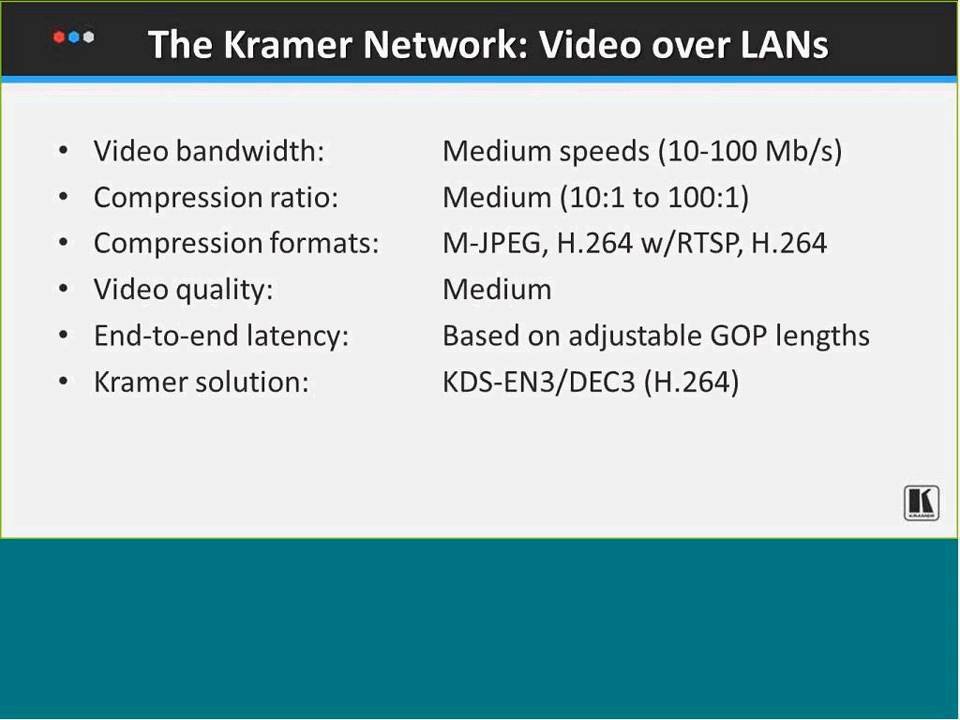 The Kramer Network: Video over LANs
• Video bandwidth: Medium speeds (10-100 Mb/s)
• Compression ratio: Medium (10:1 to 100:1)
• Compression formats: M-JPEG, H.264 w/RTSP, H.264
• Video quality: Medium
• End-to-end latency: Based on adjustable GOP lengths
• Kramer solution: KDS-EN3/DEC3 (H.264)
K
KRAMER